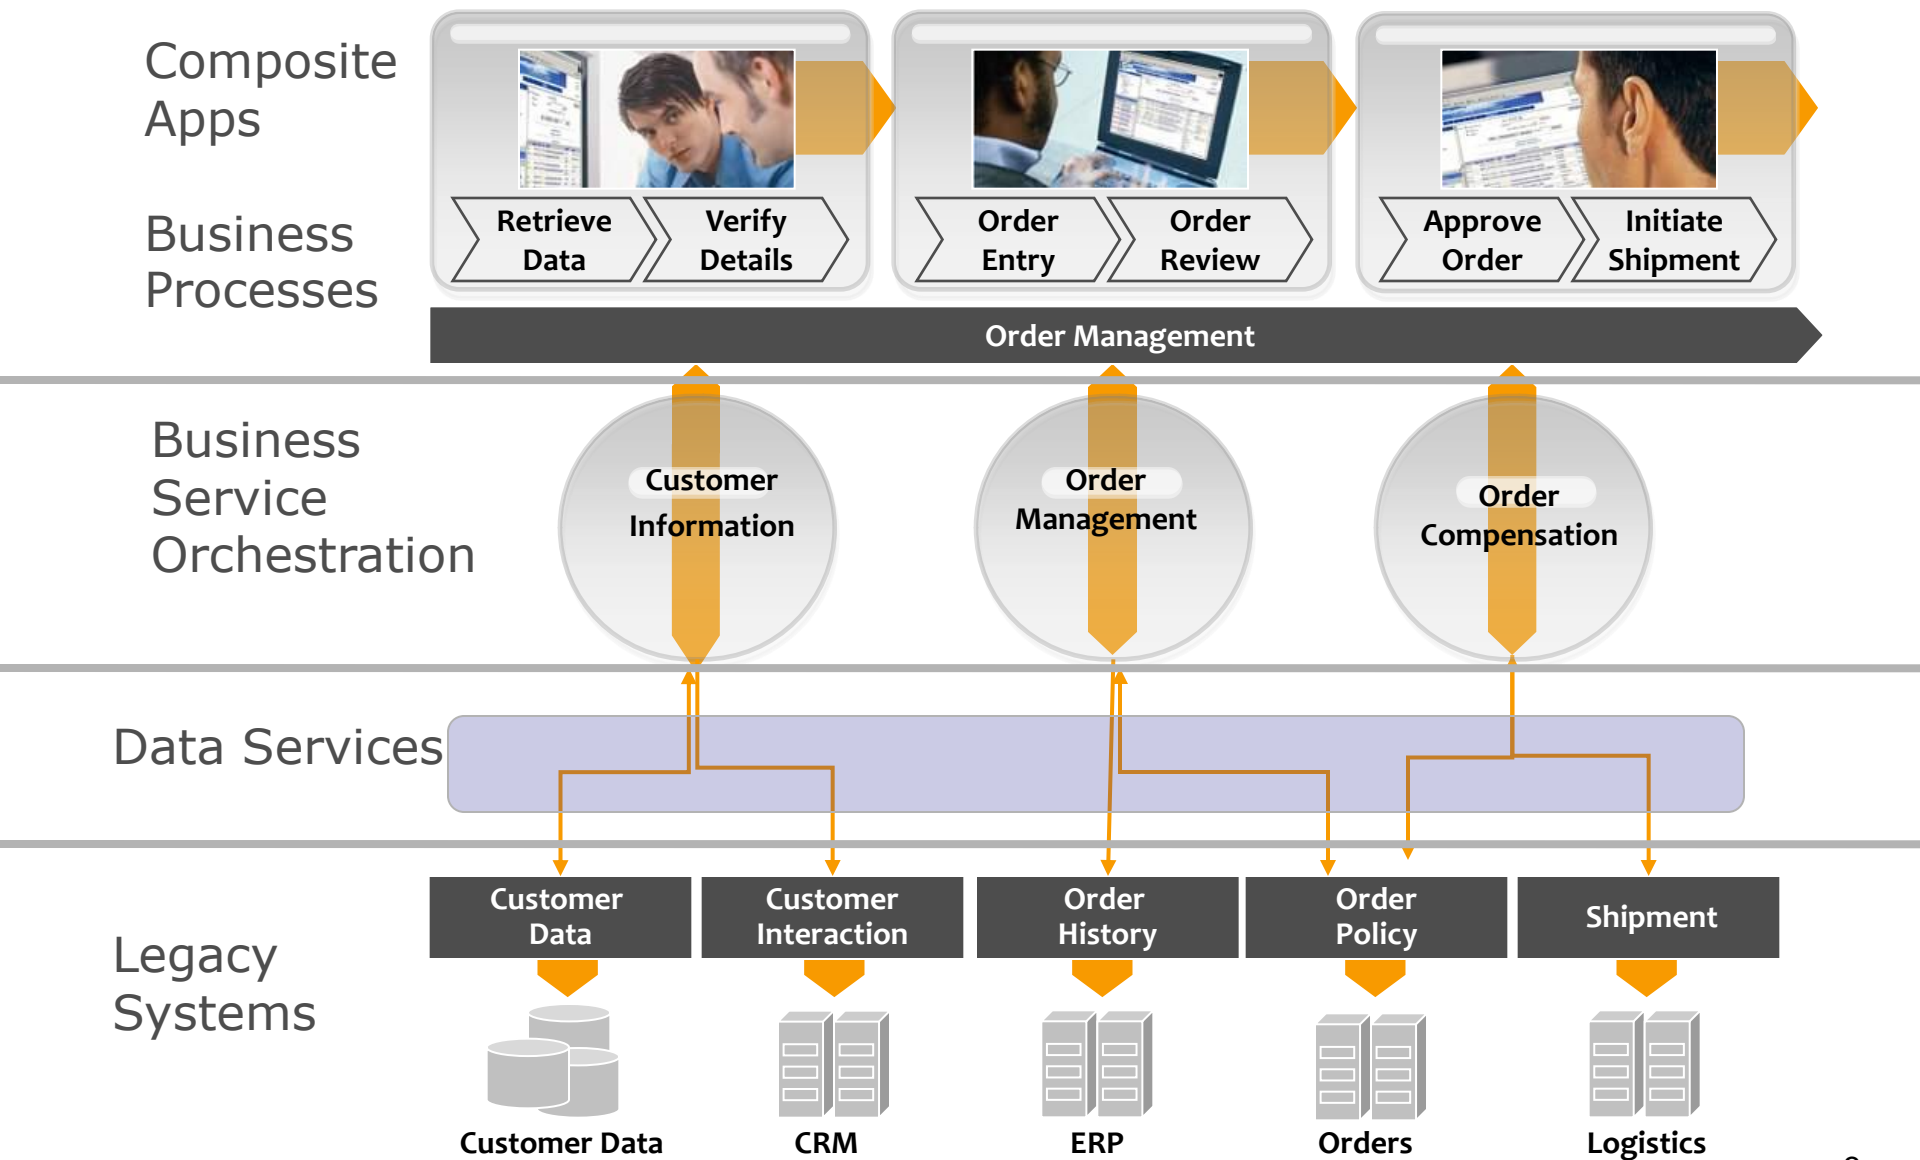 Composite
Apps
Retrieve
Data
Verify
Details
Order
Entry
Order
Review
Approve
Order
Initiate
Shipment
Business
Processes
Order Management
Business
Service
Orchestration
Customer
Information
Order
Management
Order
Compensation
Data Services
Customer
Data
Customer
Interaction
Order
History
Order
Policy
Shipment
Legacy
Systems
Customer Data
CRM
ERP
Orders
Logistics